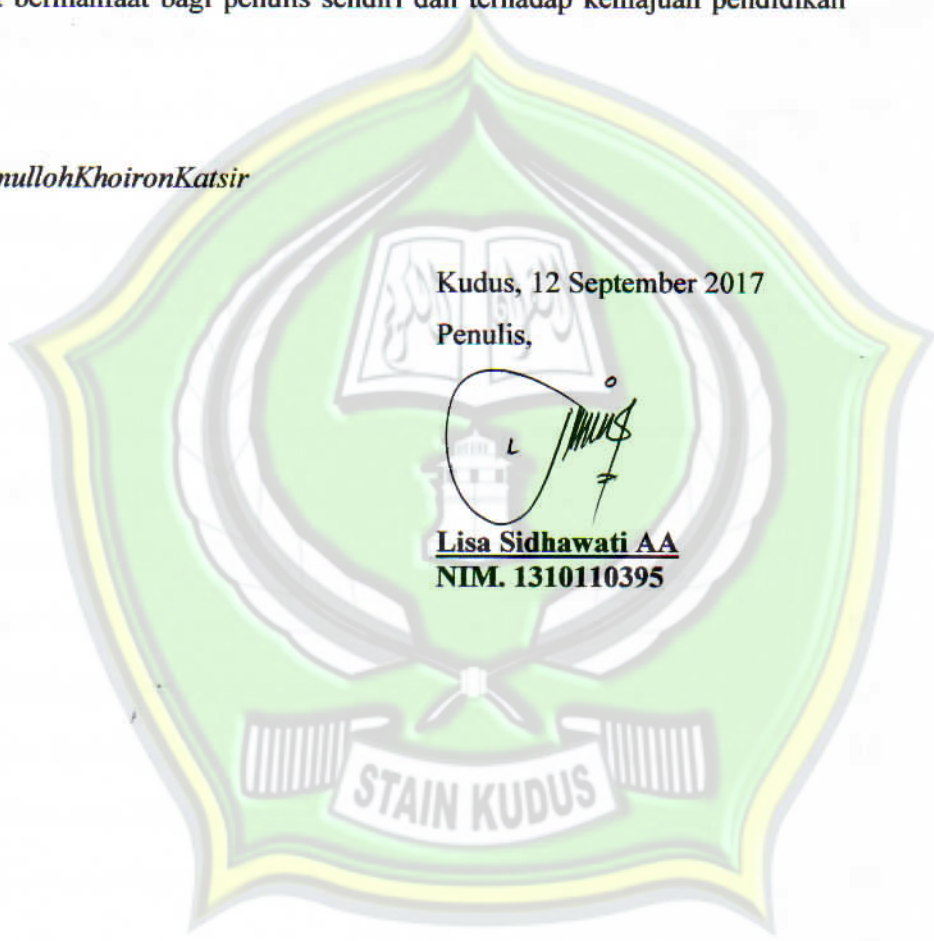 bermanfaat bagi penulis sendiri dan terhadap kemajuan pendidikan
mullohKhoironKatsir
Kudus, 12 September 2017
Penulis,
Lisa Sidhawati AA
NIM. 1310110395
STAIN KUDUS